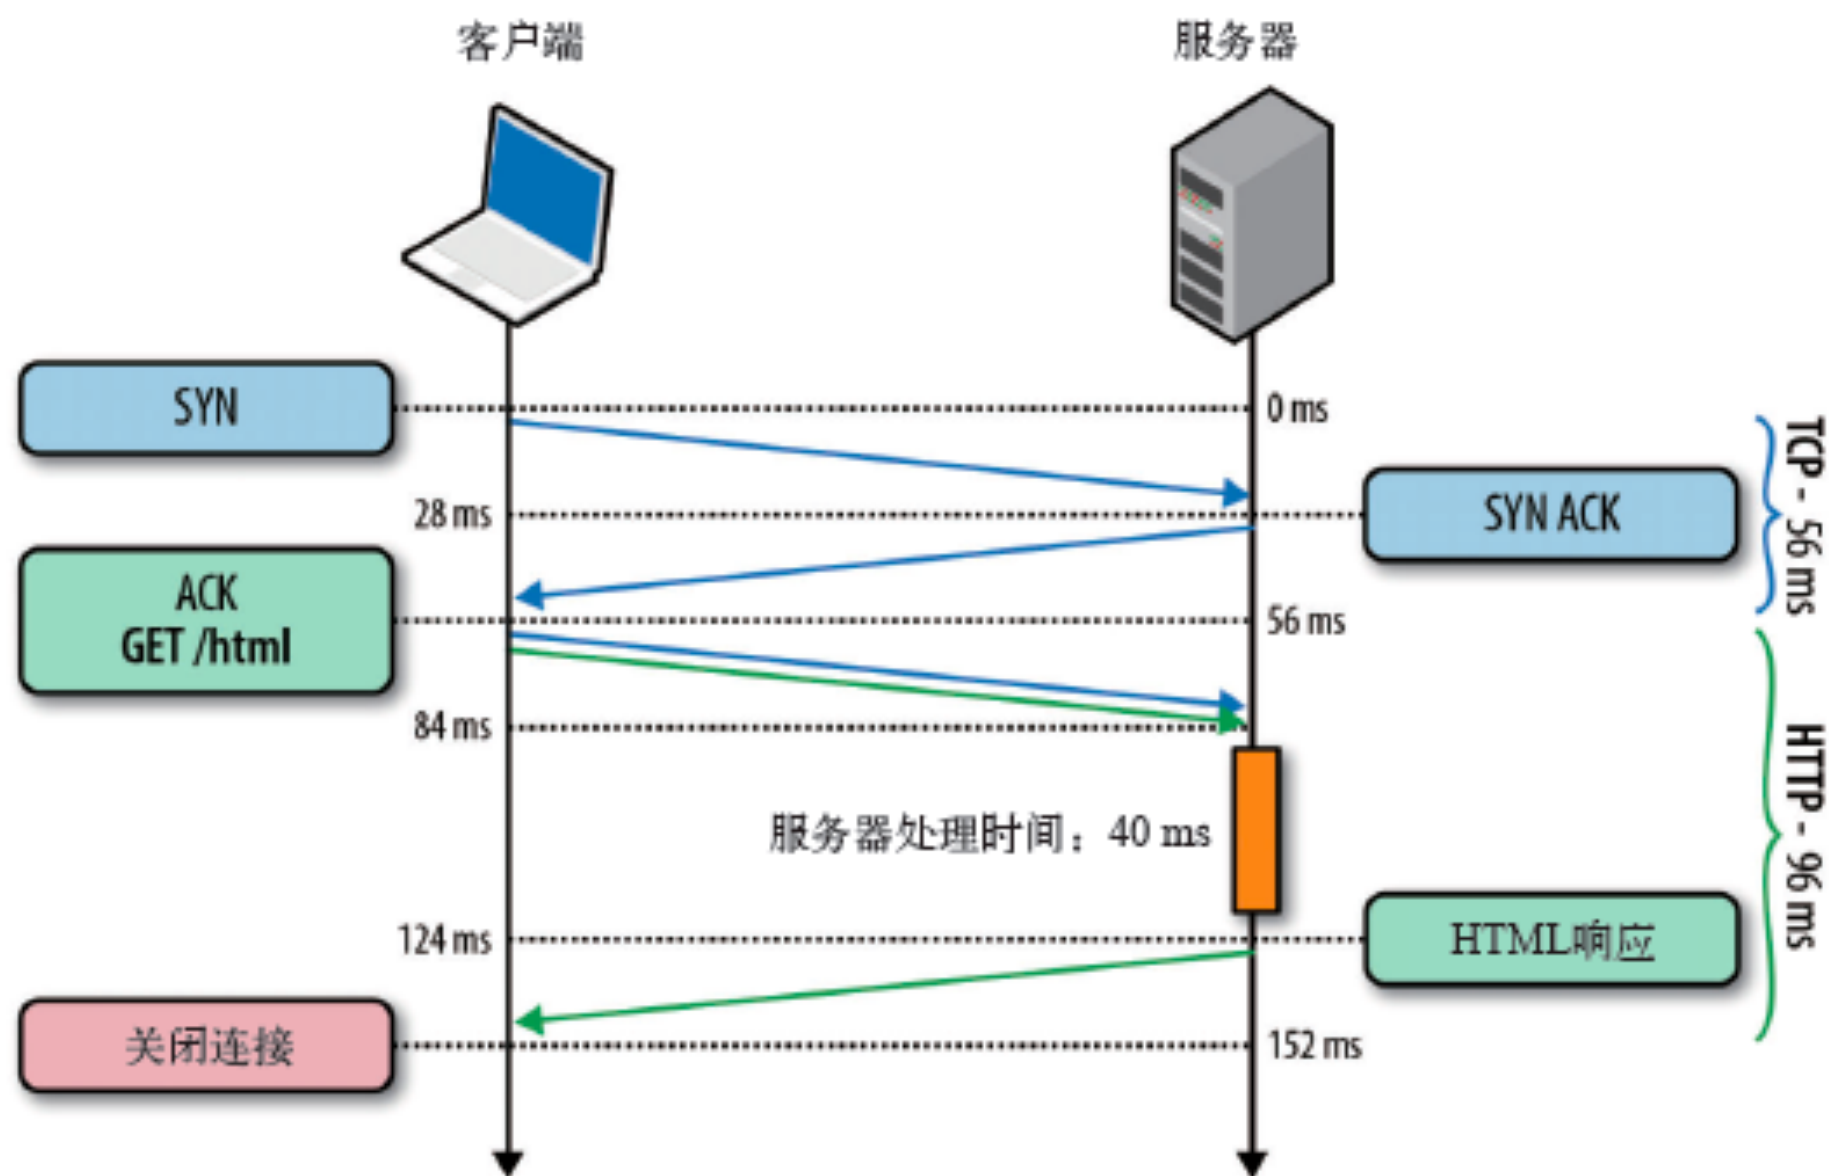 客户端
服务器
SYN
0 ms
28 ms
SYN ACK
TCP - 56 ms
ACK
GET /html
56 ms
84 ms
服务器处理时间：40 ms
HTTP - 96 ms
124 ms
HTML响应
关闭连接
152 ms